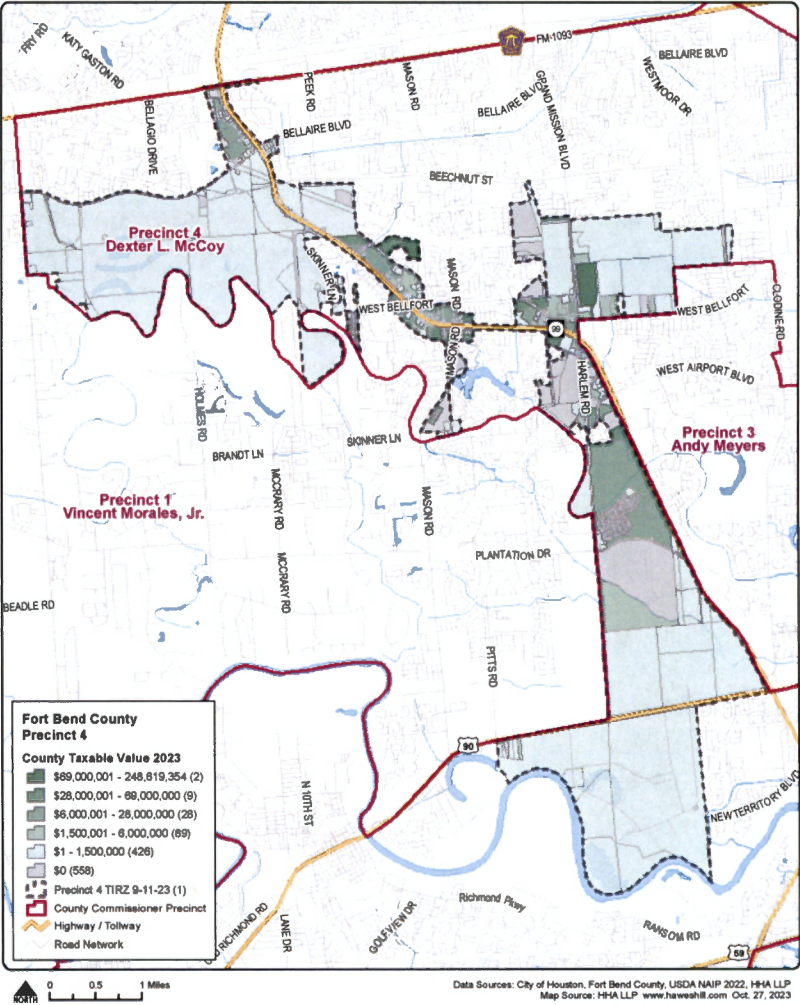 FM-1093
FRY RD
KATY GASTON RD
BELLAGIO DRIVE
PEEK RD
MASON RD
BELLAIRE BLVD
BELLAIRE BLVD
GRAND MISSION BLVD
BELLAIRE BLVD
WESTMOOR DR
BEECHNUT ST
Precinct 4
Dexter L. McCoy
SKINNER LN
MASON RD
WEST BELLFORT
MASON RD
99
WEST BELLFORT
CLODINE RD
WEST AIRPORT BLVD
HARLEM RD
HOLMES RD
SKINNER LN
BRANDT LN
Precinct 3
Andy Meyers
Precinct 1
Vincent Morales, Jr.
MCCRARY RD
MASON RD
PLANTATION DR
MCCRARY RD
BEADLE RD
PITTS RD
90
N 10TH ST
NEW TERRITORY BLVD
Richmond Pkwy
LANE DR
GOLFVIEW DR
RANSOM RD
59
OLD RICHMOND RD
Fort Bend County
Precinct 4
County Taxable Value 2023
$69,000,001 - 248,619,354 (2)
$28,000,001 - 69,000,000 (9)
$6,000,001 - 28,000,000 (28)
$1,500,001 - 6,000,000 (69)
$1 - 1,500,000 (426)
$0 (558)
Precinct 4 TIRZ 9-11-23 (1)
County Commissioner Precinct
Highway / Tollway
Road Network
NORTH
0 0.5 1 Miles
Data Sources: City of Houston, Fort Bend County, USDA NAIP 2022, HHA LLP
Map Source: HHA LLP www.haweshill.com Oct. 27, 2023